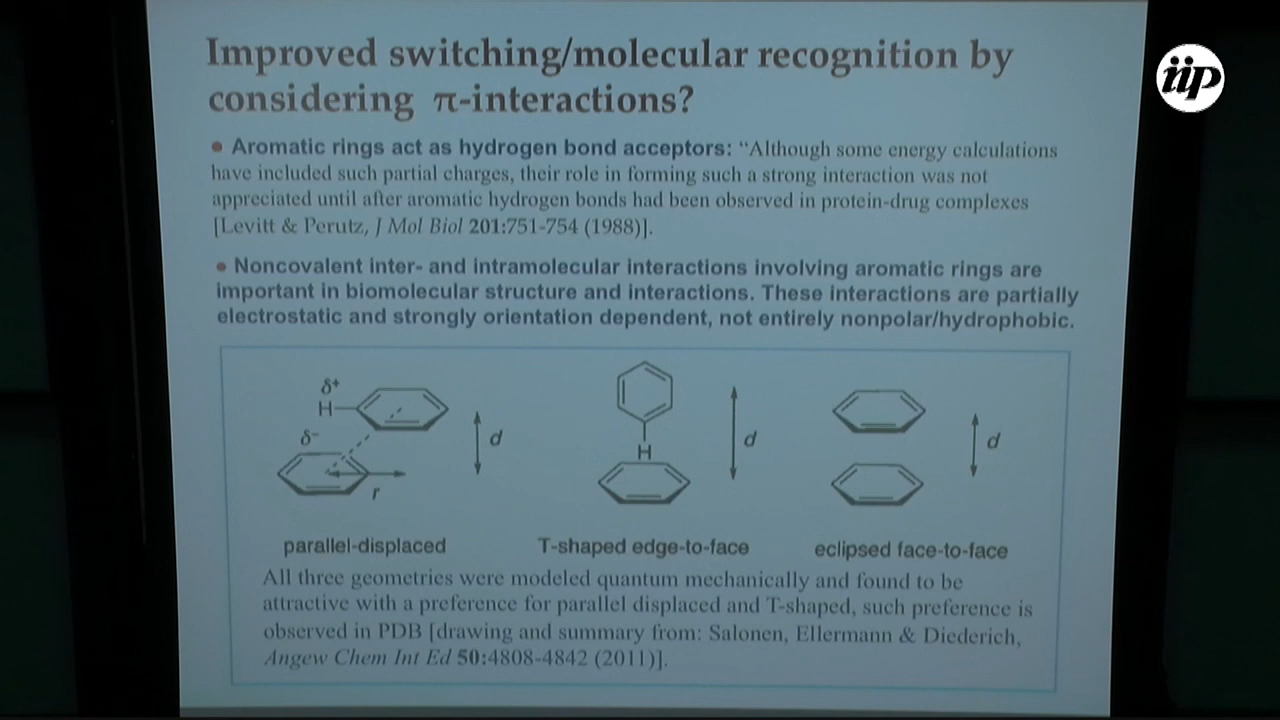 iip
Improved switching/molecular recognition by
considering π-interactions?
• Aromatic rings act as hydrogen bond acceptors: “Although some energy calculations
have included such partial charges, their role in forming such a strong interaction was not
appreciated until after aromatic hydrogen bonds had been observed in protein-drug complexes
[Levitt & Perutz, J Mol Biol 201:751-754 (1988)].
• Noncovalent inter- and intramolecular interactions involving aromatic rings are
important in biomolecular structure and interactions. These interactions are partially
electrostatic and strongly orientation dependent, not entirely nonpolar/hydrophobic.
δ+
H
δ-
d
r
H
d
d
parallel-displaced
T-shaped edge-to-face
eclipsed face-to-face
All three geometries were modeled quantum mechanically and found to be
attractive with a preference for parallel displaced and T-shaped, such preference is
observed in PDB [drawing and summary from: Salonen, Ellermann & Diederich,
Angew Chem Int Ed 50:4808-4842 (2011)].